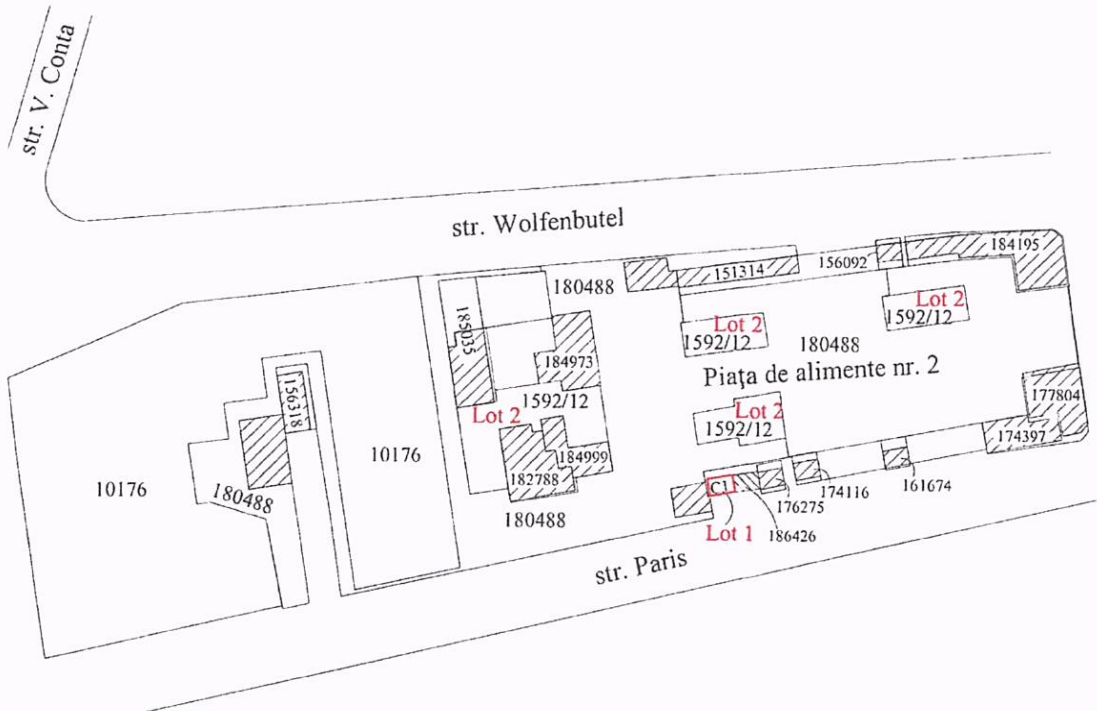 str. V. Conta
str. Wolfenbutel
184195
156092
151314
180488
185035
Lot 2
1592/12
Lot 2
1592/12
180488
184973
Piaţa de alimente nr. 2
156318
177804
1592/12
Lot 2
Lot 2
1592/12
174397
184999
10176
10176
182788
180488
C1
161674
174116
176275
180488
Lot 1
186426
str. Paris